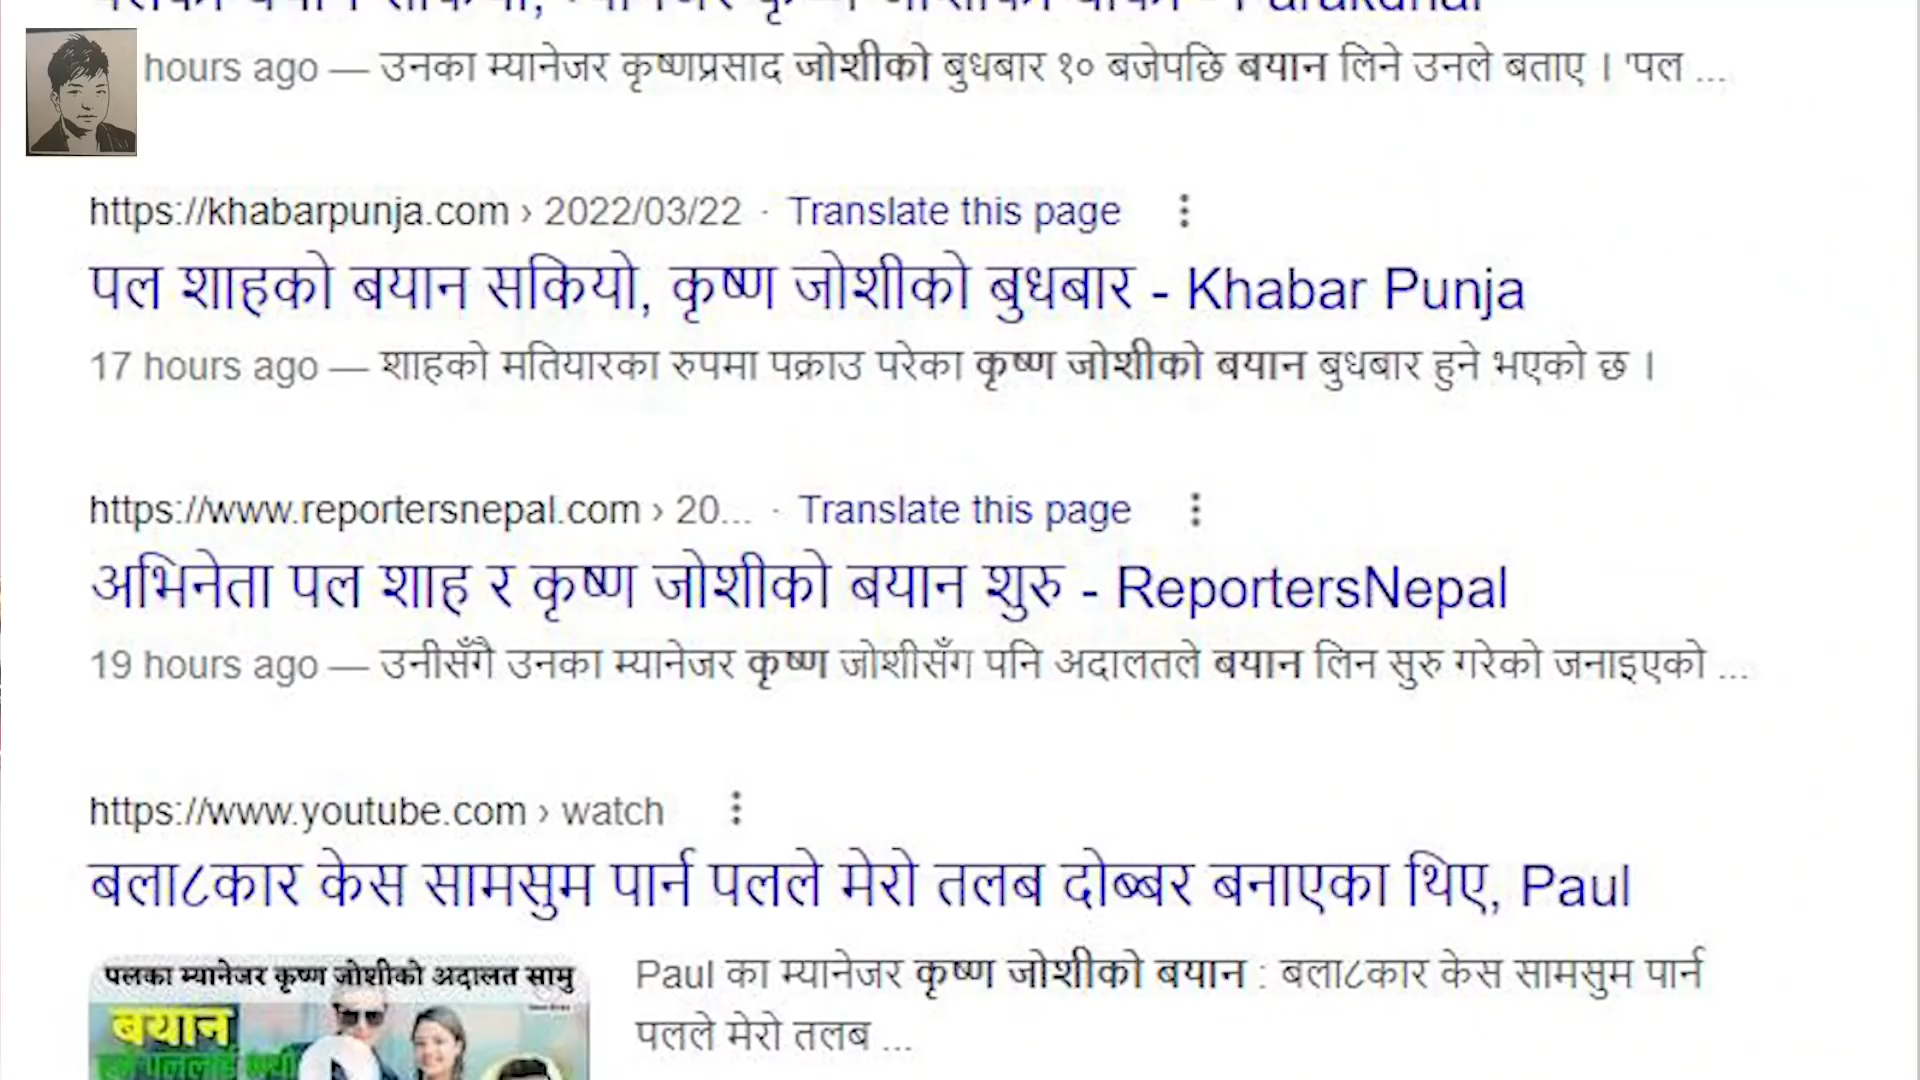 hours ago — उनका म्यानेजर कृष्णप्रसाद जोशीको बुधबार १० बजेपछि बयान लिने उनले बताए । 'पल ...
https://khabarpunja.com › 2022/03/22 · Translate this page
पल शाहको बयान सकियो, कृष्ण जोशीको बुधबार - Khabar Punja
17 hours ago — शाहको मतियारका रुपमा पक्राउ परेका कृष्ण जोशीको बयान बुधबार हुने भएको छ ।
https://www.reportersnepal.com › 20... · Translate this page
अभिनेता पल शाह र कृष्ण जोशीको बयान शुरु - ReportersNepal
19 hours ago — उनीसँगै उनका म्यानेजर कृष्ण जोशीसँग पनि अदालतले बयान लिन सुरु गरेको जनाइएको ...
https://www.youtube.com › watch
बला८कार केस सामसुम पार्न पलले मेरो तलब दोब्बर बनाएका थिए, Paul
पलका म्यानेजर कृष्ण जोशीको अदालत सामु
बयान
Paul का म्यानेजर कृष्ण जोशीको बयान : बला८कार केस सामसुम पार्न
पलले मेरो तलब ...